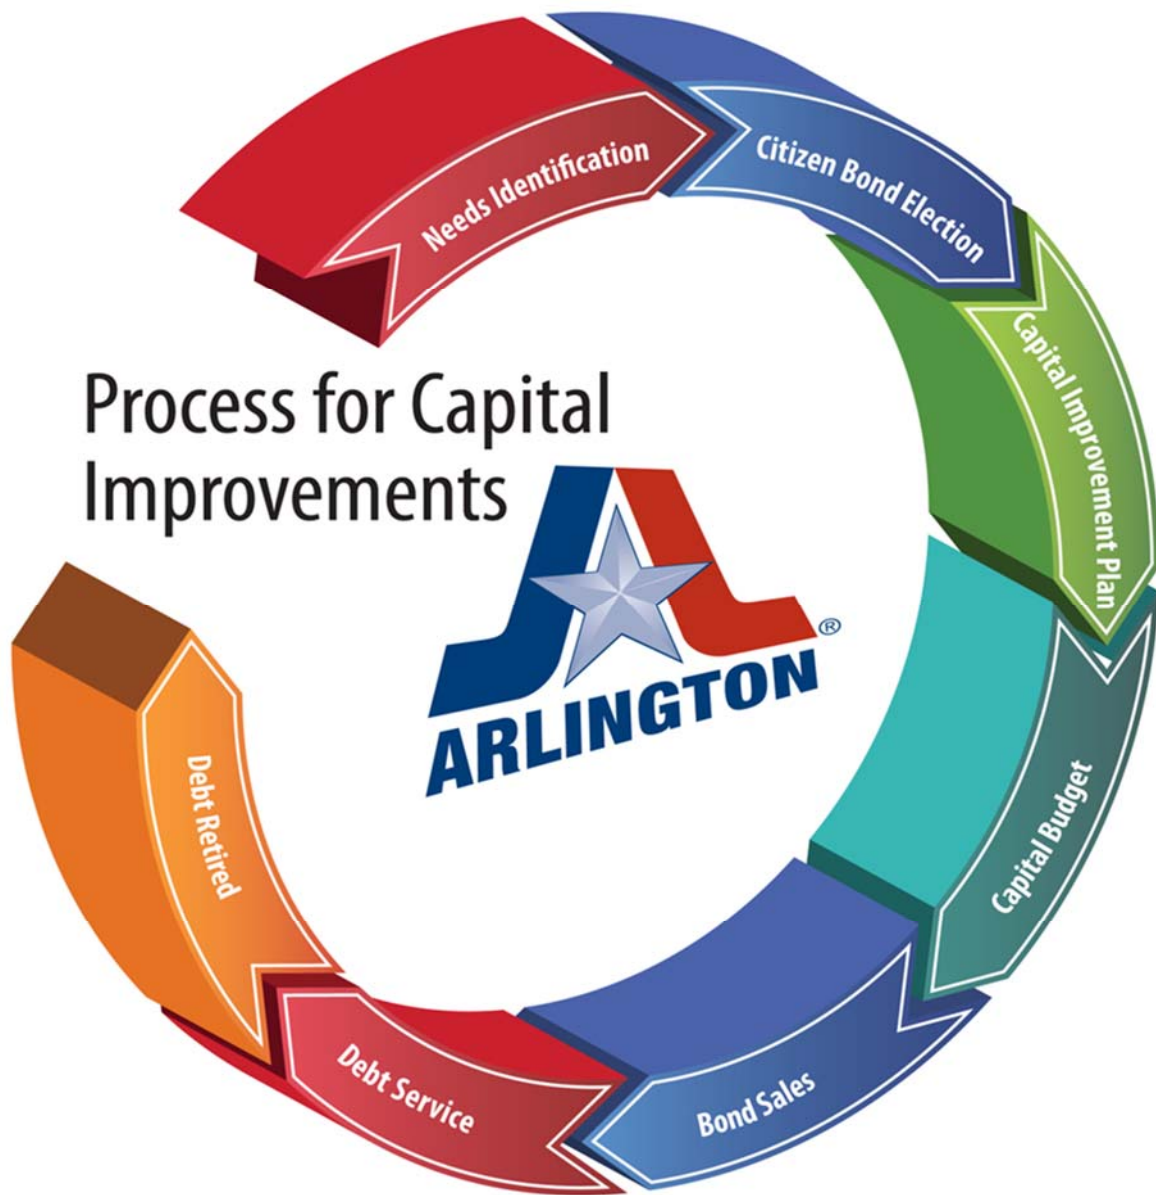 Needs Identification
Citizen Bond Election
Capital Improvement Plan
Process for Capital
Improvements
ARLINGTON®
Capital Budget
Debt Retired
Debt Service
Bond Sales